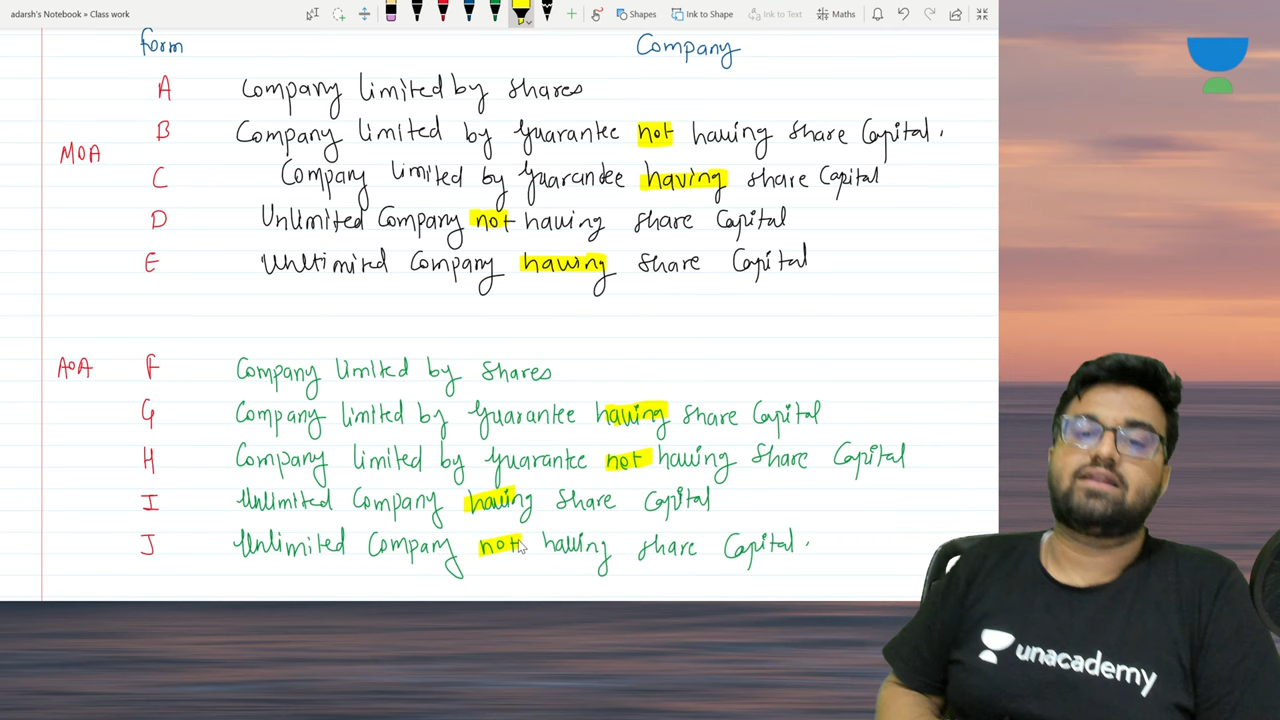 adarsh's Notebook » Class work
Shapes Ink to Shape Ink to Text Maths
form Company
A Company limited by shares
MOA
B Company limited by guarantee not having share Capital.
C Company limited by guarandee having share Capital
D Unlimited Company not having share Capital
E Unltimited Company having share Capital
AOA F Company limited by shares
G Company limited by guarantee having share Capital
H Company limited by guarantee not having share Capital
I Unlimited Company having share Capital
J Unlimited Company not having share Capital.
unacademy